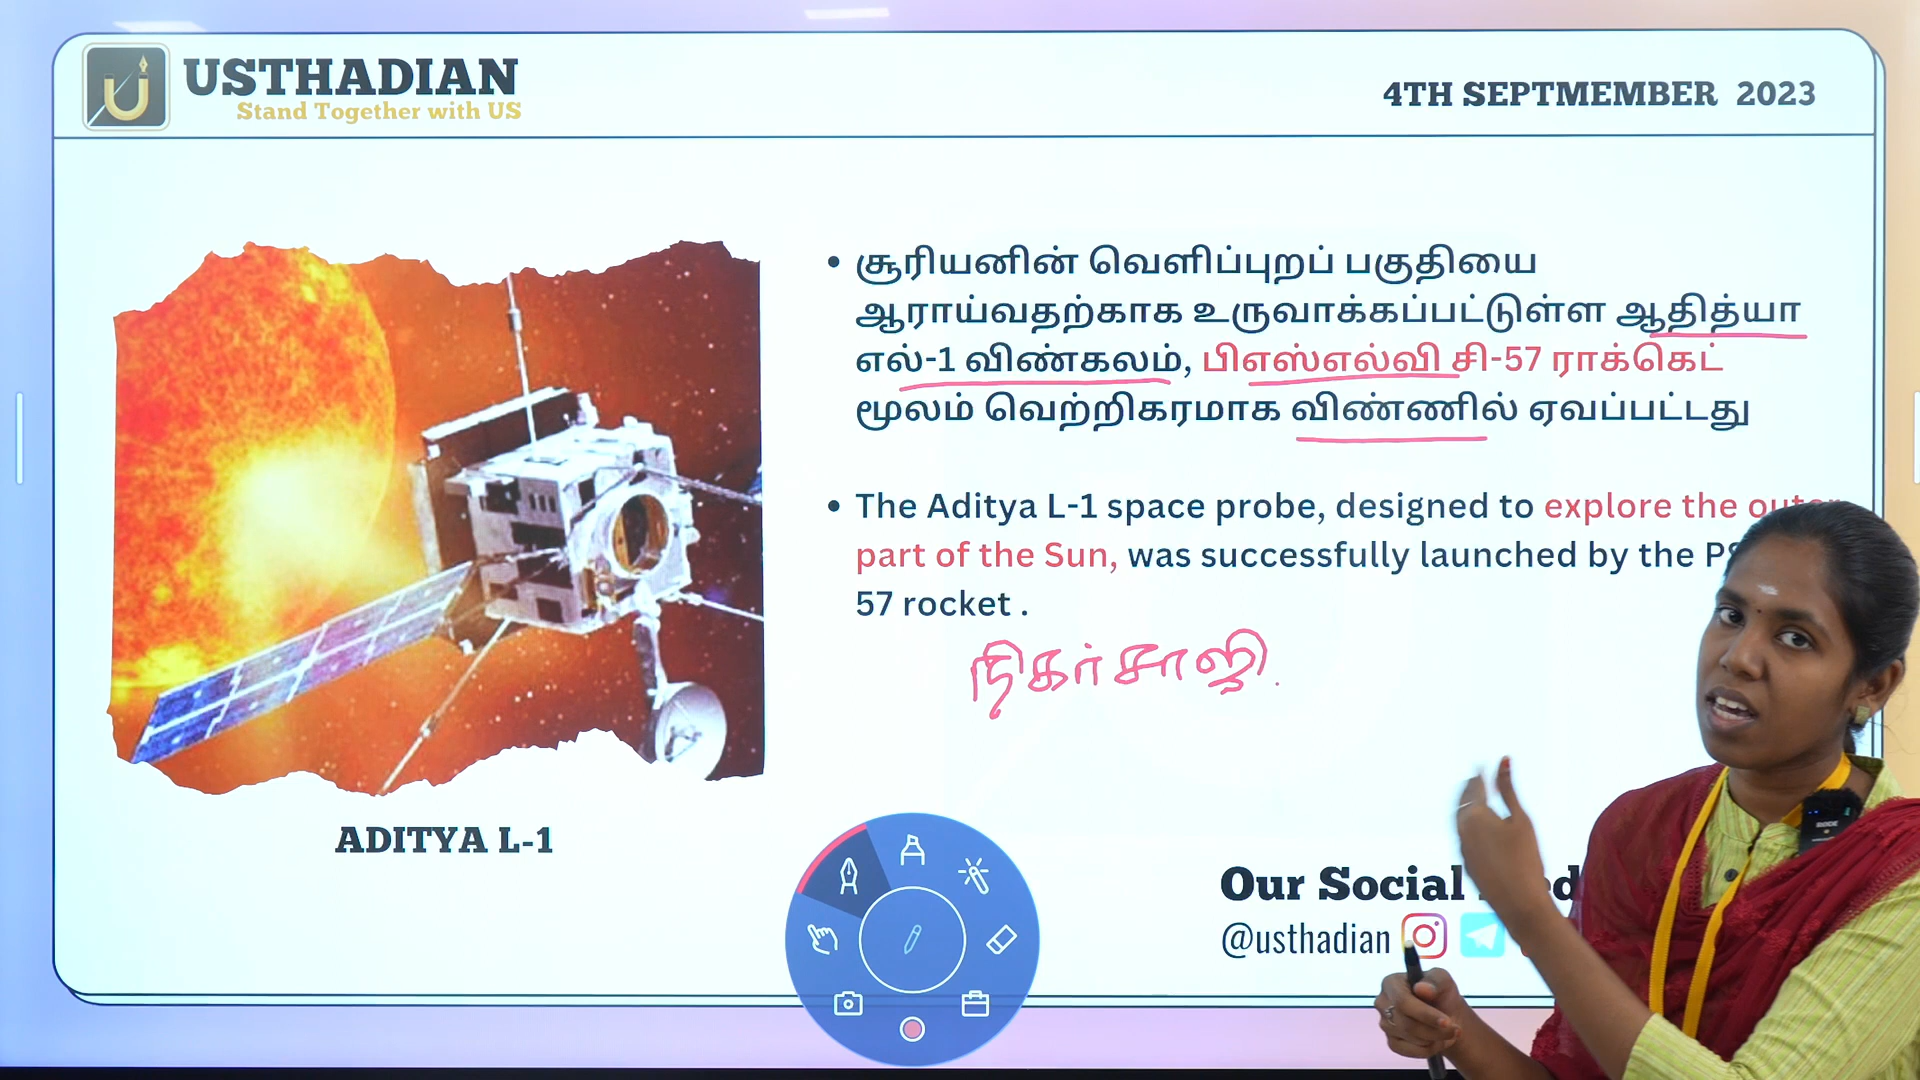 USTHADIAN
Stand Together with US
4TH SEPTMEMBER 2023
• சூரியனின் வெளிப்புறப் பகுதியை
ஆராய்வதற்காக உருவாக்கப்பட்டுள்ள ஆதித்யா
எல்-1 விண்கலம், பிஎஸ்எல்வி சி-57 ராக்கெட்
மூலம் வெற்றிகரமாக விண்ணில் ஏவப்பட்டது
• The Aditya L-1 space probe, designed to explore the outer
part of the Sun, was successfully launched by the
57 rocket .
நிகர் சாஜி.
ADITYA L-1
Our Social
@usthadian
RODE